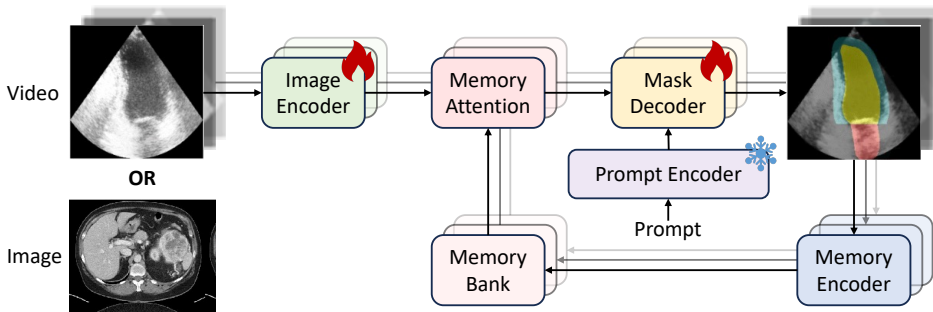 Video
Image
Encoder
Memory
Attention
Mask
Decoder
OR
Prompt Encoder
Prompt
Image
Memory
Bank
Memory
Encoder